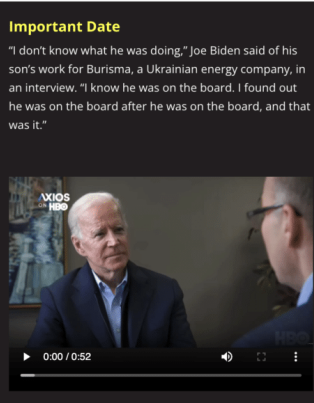 Important Date
“I don’t know what he was doing,” Joe Biden said of his
son’s work for Burisma, a Ukrainian energy company, in
an interview. “I know he was on the board. I found out
he was on the board after he was on the board, and that
was it.”
AXIOS
ON HBO
HBO
0:00 / 0:52